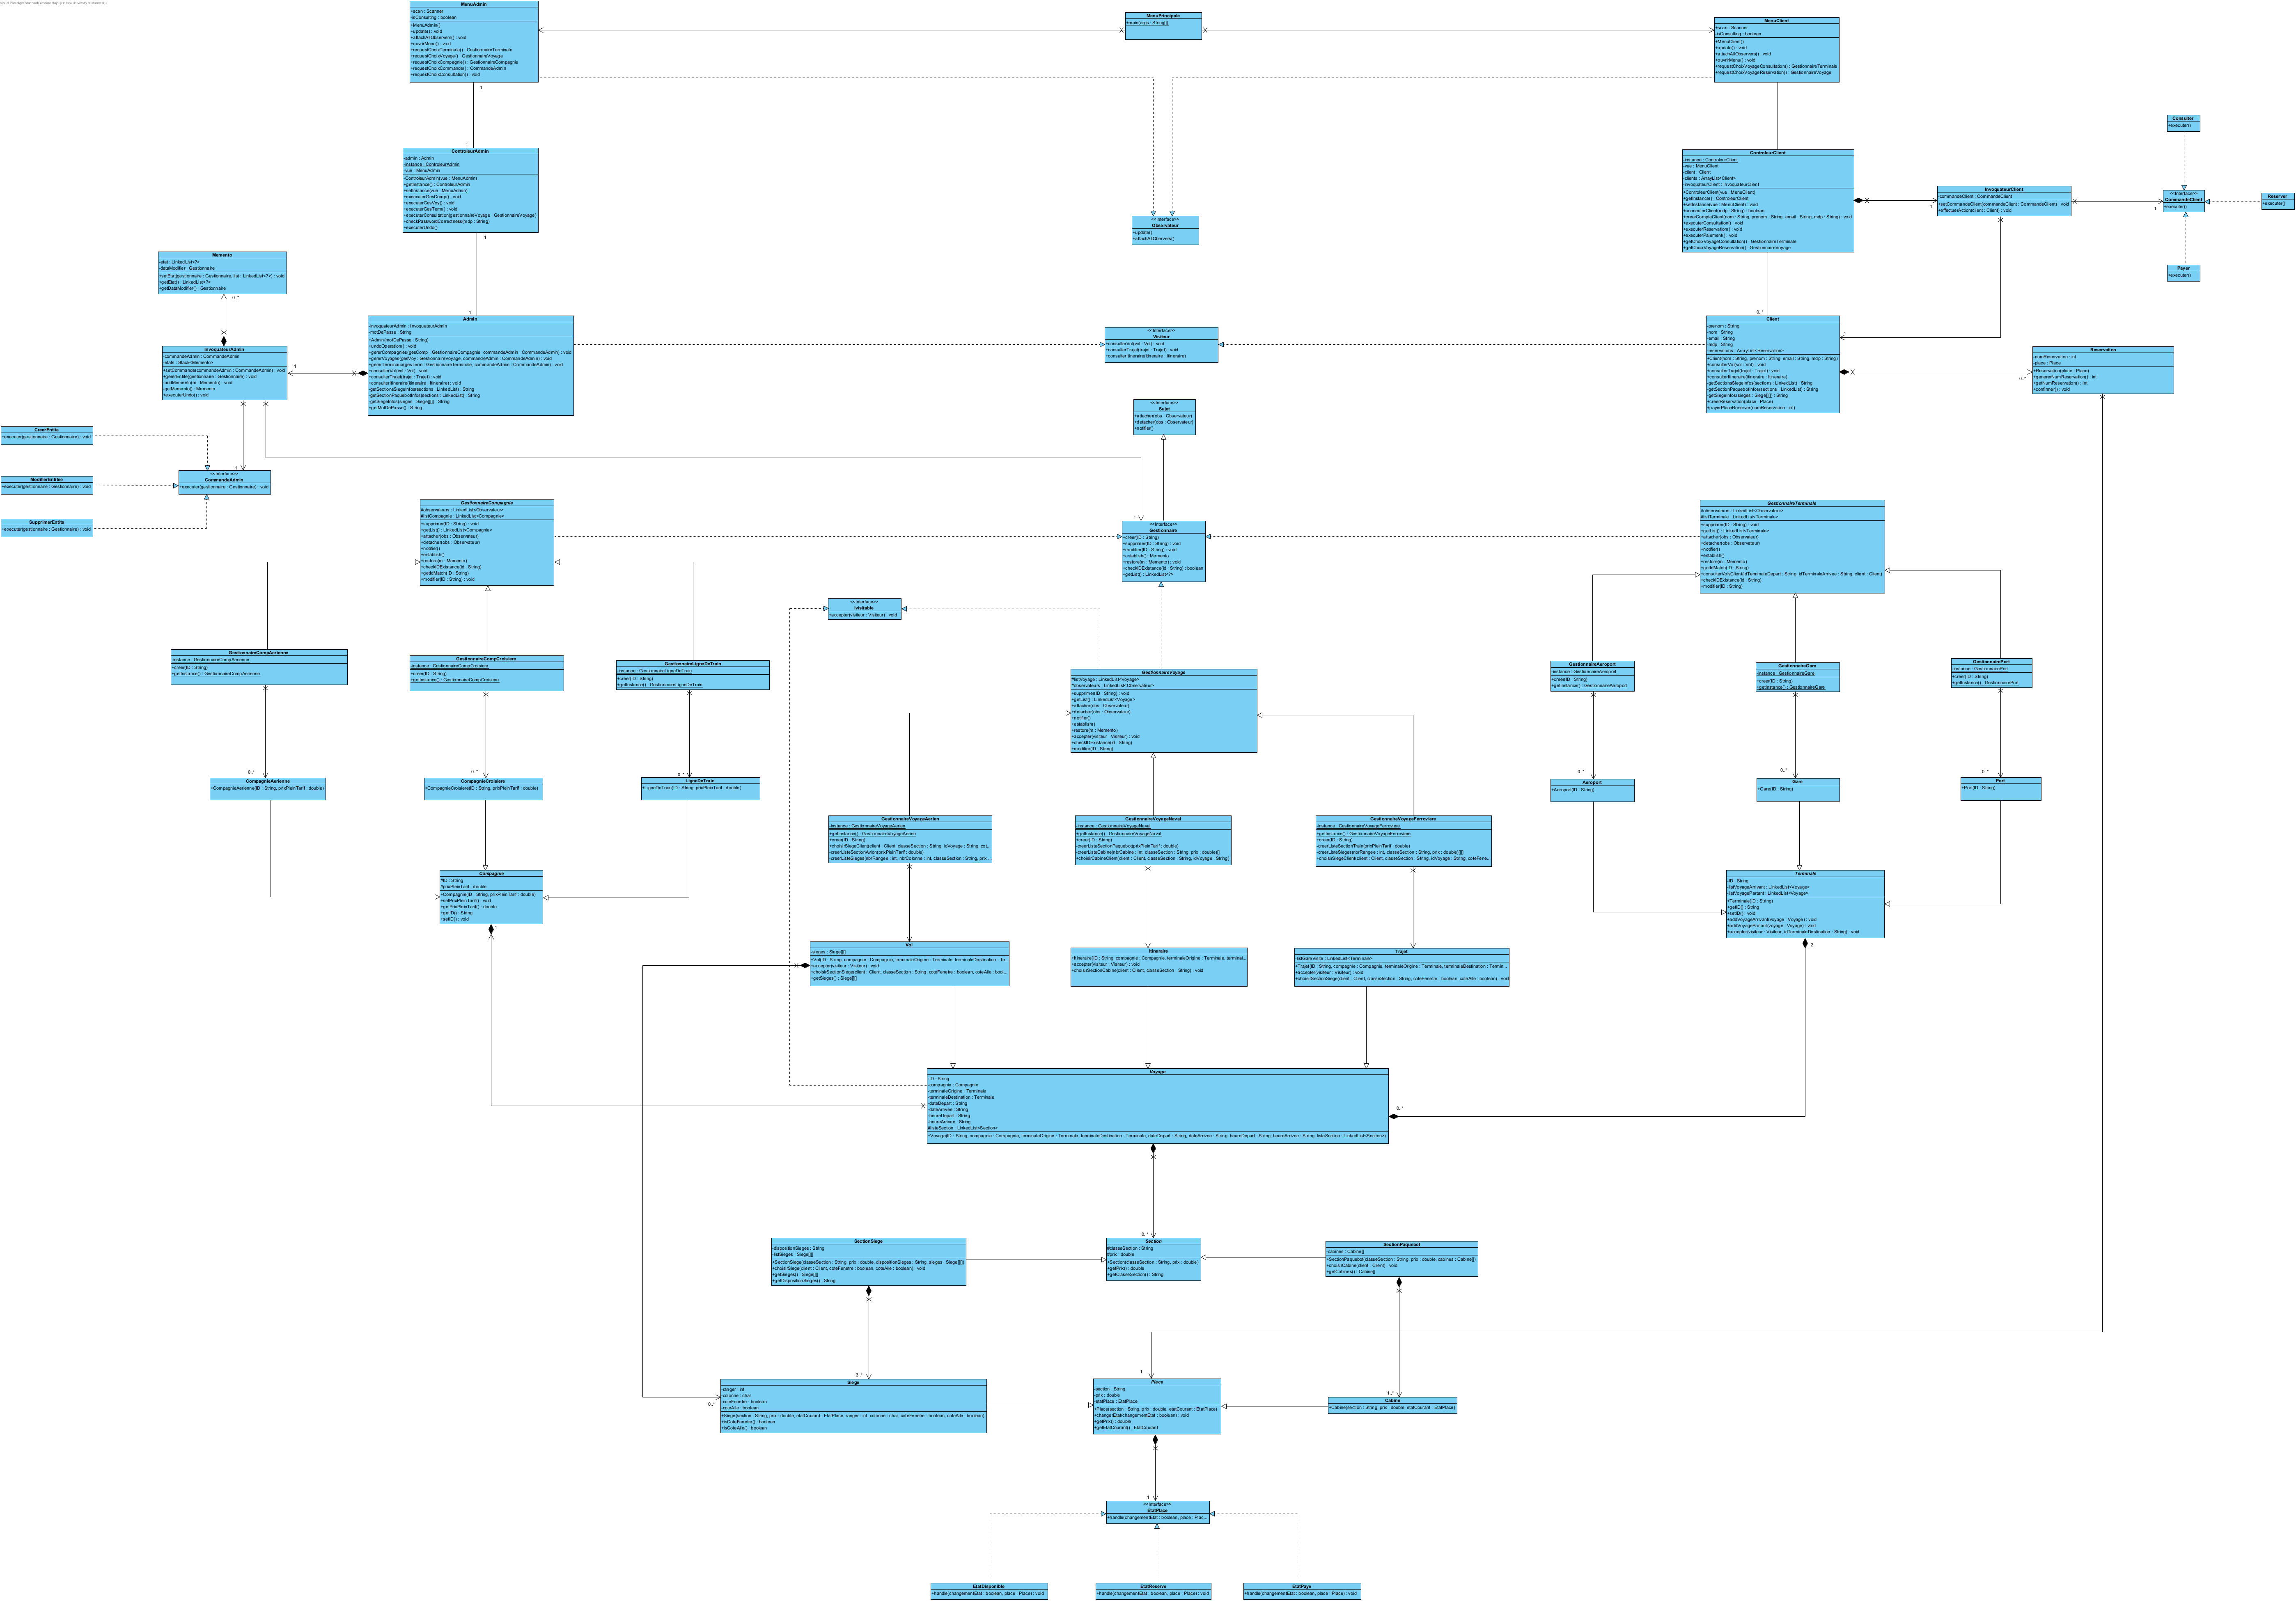 MenuAdmin
+scan : Scanner
-isConsulting : boolean
+MenuAdmin()
+update() : void
+attachAllObservers() : void
+ouvrirMenu() : void
+requestChoixTerminale() : GestionnaireTerminale
+requestChoixVoyage() : GestionnaireVoyage
+requestChoixCompagnie() : GestionnaireCompagnie
+requestChoixCommande() : CommandeAdmin
+requestChoixConsultation() : void
MenuPrincipale
+main(args : String[])
MenuClient
+scan : Scanner
-isConsulting : boolean
+MenuClient()
+update() : void
+attachAllObservers() : void
+ouvrirMenu() : void
+requestChoixVoyageConsultation() : GestionnaireTerminale
+requestChoixVoyageReservation() : GestionnaireVoyage
1
1
ControleurAdmin
-admin : Admin
-instance : ControleurAdmin
-vue : MenuAdmin
-ControleurAdmin(vue : MenuAdmin)
+getInstance() : ControleurAdmin
+setInstance(vue : MenuAdmin)
+executerGesComp() : void
+executerGesVoy() : void
+executerGesTerm() : void
+executerConsultation(gestionnaireVoyage : GestionnaireVoyage)
+checkPasswordCorrectness(mdp : String)
+executerUndo()
1
1
<<Interface>>
Observateur
+update()
+attachAllObervers()
ControleurClient
-instance : ControleurClient
-vue : MenuClient
-client : Client
-clients : ArrayList<Client>
-invoquateurClient : InvoquateurClient
+ControleurClient(vue : MenuClient)
+getInstance() : ControleurClient
+setInstance(vue : MenuClient) : void
+connecterClient(mdp : String) : boolean
+creerCompteClient(nom : String, prenom : String, email : String, mdp : String) : void
+executerConsultation() : void
+executerReservation() : void
+executerPaiement() : void
+getChoixVoyageConsultation() : GestionnaireTerminale
+getChoixVoyageReservation() : GestionnaireVoyage
1
InvoquateurClient
-commandeClient : CommandeClient
+setCommandeClient(commandeClient : CommandeClient) : void
+effectuerAction(client : Client) : void
1
Consulter
+executer()
<<Interface>>
CommandeClient
+executer()
Reserver
+executer()
Payer
+executer()
Memento
-etat : LinkedList<?>
-dataModifier : Gestionnaire
+setEtat(gestionnaire : Gestionnaire, list : LinkedList<?>) : void
+getEtat() : LinkedList<?>
+getDataModifier() : Gestionnaire
0..*
InvoquateurAdmin
-commandeAdmin : CommandeAdmin
-etats : Stack<Memento>
+setCommande(commandeAdmin : CommandeAdmin) : void
+gererEntite(gestionnaire : Gestionnaire) : void
-addMemento(m : Memento) : void
-getMemento() : Memento
+executerUndo() : void
1
Admin
-invoquateurAdmin : InvoquateurAdmin
-motDePasse : String
+Admin(motDePasse : String)
+undoOperation() : void
+gererCompagnies(gesComp : GestionnaireCompagnie, commandeAdmin : CommandeAdmin) : void
+gererVoyages(gesVoy : GestionnaireVoyage, commandeAdmin : CommandeAdmin) : void
+gererTerminaux(gesTerm : GestionnaireTerminale, commandeAdmin : CommandeAdmin) : void
+consulterVol(vol : Vol) : void
+consulterTrajet(trajet : Trajet) : void
+consulterItineraire(itineraire : Itineraire) : void
-getSectionsSiegeInfos(sections : LinkedList) : String
-getSectionPaquebotInfos(sections : LinkedList) : String
-getSiegeInfos(sieges : Siege[][]) : String
+getMotDePasse() : String
<<Interface>>
Visiteur
+consulterVol(vol : Vol) : void
+consulterTrajet(trajet : Trajet) : void
+consulterItineraire(itineraire : Itineraire)
0..*
Client
-prenom : String
-nom : String
-email : String
-mdp : String
-reservations : ArrayList<Reservation>
+Client(nom : String, prenom : String, email : String, mdp : String)
+consulterVol(vol : Vol) : void
+consulterTrajet(trajet : Trajet) : void
+consulterItineraire(itineraire : Itineraire)
-getSectionsSiegeInfos(sections : LinkedList) : String
-getSectionPaquebotInfos(sections : LinkedList) : String
-getSiegeInfos(sieges : Siege[][]) : String
+creerReservation(place : Place)
+payerPlaceReserver(numReservation : int)
0..*
Reservation
-numReservation : int
-place : Place
+Reservation(place : Place)
+genererNumReservation() : int
+getNumReservation() : int
+confirmer() : void
<<Interface>>
Sujet
+attacher(obs : Observateur)
+detacher(obs : Observateur)
+notifier()
CreerEntite
+executer(gestionnaire : Gestionnaire) : void
1
<<Interface>>
CommandeAdmin
+executer(gestionnaire : Gestionnaire) : void
ModifierEntitee
+executer(gestionnaire : Gestionnaire) : void
SupprimerEntite
+executer(gestionnaire : Gestionnaire) : void
GestionnaireCompagnie
#observateurs : LinkedList<Observateur>
#listCompagnie : LinkedList<Compagnie>
+supprimer(ID : String) : void
+getList() : LinkedList<Compagnie>
+attacher(obs : Observateur)
+detacher(obs : Observateur)
+notifier()
+establish()
+restore(m : Memento)
+checkIDExistance(id : String)
+getIdMatch(ID : String)
+modifier(ID : String) : void
1
<<Interface>>
Gestionnaire
+creer(ID : String)
+supprimer(ID : String) : void
+modifier(ID : String) : void
+establish() : Memento
+restore(m : Memento) : void
+checkIDExistance(id : String) : boolean
+getList() : LinkedList<?>
GestionnaireTerminale
#observateurs : LinkedList<Observateur>
#listTerminale : LinkedList<Terminale>
+supprimer(ID : String) : void
+getList() : LinkedList<Terminale>
+attacher(obs : Observateur)
+detacher(obs : Observateur)
+notifier()
+establish()
+restore(m : Memento)
+getIdMatch(ID : String)
+consulterVolsClient(idTerminaleDepart : String, idTerminaleArrivee : String, client : Client)
+checkIDExistance(id : String)
+modifier(ID : String)
<<Interface>>
Ivisitable
+accepter(visiteur : Visiteur) : void
GestionnaireCompAerienne
-instance : GestionnaireCompAerienne
+creer(ID : String)
+getInstance() : GestionnaireCompAerienne
GestionnaireCompCroisiere
-instance : GestionnaireCompCroisiere
+creer(ID : String)
+getInstance() : GestionnaireCompCroisiere
GestionnaireLigneDeTrain
-instance : GestionnaireLigneDeTrain
+creer(ID : String)
+getInstance() : GestionnaireLigneDeTrain
GestionnaireVoyage
#listVoyage : LinkedList<Voyage>
#observateurs : LinkedList<Observateur>
+supprimer(ID : String) : void
+getList() : LinkedList<Voyage>
+attacher(obs : Observateur)
+detacher(obs : Observateur)
+notifier()
+establish()
+restore(m : Memento)
+accepter(visiteur : Visiteur) : void
+checkIDExistance(id : String)
+modifier(ID : String)
GestionnaireAeroport
-instance : GestionnaireAeroport
+creer(ID : String)
+getInstance() : GestionnaireAeroport
GestionnaireGare
-instance : GestionnaireGare
+creer(ID : String)
+getInstance() : GestionnaireGare
GestionnairePort
-instance : GestionnairePort
+creer(ID : String)
+getInstance() : GestionnairePort
0..*
CompagnieAerienne
+CompagnieAerienne(ID : String, prixPleinTarif : double)
0..*
CompagnieCroisiere
+CompagnieCroisiere(ID : String, prixPleinTarif : double)
0..*
LigneDeTrain
+LigneDeTrain(ID : String, prixPleinTarif : double)
0..*
Aeroport
+Aeroport(ID : String)
0..*
Gare
+Gare(ID : String)
0..*
Port
+Port(ID : String)
GestionnaireVoyageAerien
-instance : GestionnaireVoyageAerien
+getInstance() : GestionnaireVoyageAerien
+creer(ID : String)
+choisirSiegeClient(client : Client, classeSection : String, idVoyage : String, cot...
-creerListeSectionAvion(prixPleinTarif : double)
-creerListeSieges(nbrRangee : int, nbrColonne : int, classeSection : String, prix ...
GestionnaireVoyageNaval
-instance : GestionnaireVoyageNaval
+getInstance() : GestionnaireVoyageNaval
+creer(ID : String)
-creerListeSectionPaquebot(prixPleinTarif : double)
-creerListeCabine(nbrCabine : int, classeSection : String, prix : double)[]
+choisirCabineClient(client : Client, classeSection : String, idVoyage : String)
GestionnaireVoyageFerroviere
-instance : GestionnaireVoyageFerroviere
+getInstance() : GestionnaireVoyageFerroviere
+creer(ID : String)
-creerListeSectionTrain(prixPleinTarif : double)
-creerListeSieges(nbrRangee : int, classeSection : String, prix : double)[][]
+choisirSiegeClient(client : Client, classeSection : String, idVoyage : String, coteFene...
Compagnie
#ID : String
#prixPleinTarif : double
+Compagnie(ID : String, prixPleinTarif : double)
+setPrixPleinTarif() : void
+getPrixPleinTarif() : double
+getID() : String
+setID() : void
1
Terminale
-ID : String
-listVoyageArrivant : LinkedList<Voyage>
-listVoyagePartant : LinkedList<Voyage>
+Terminale(ID : String)
+getID() : String
+setID() : void
+addVoyageArrivant(voyage : Voyage) : void
+addVoyagePartant(voyage : Voyage) : void
+accepter(visiteur : Visiteur, idTerminaleDestination : String) : void
2
Vol
-sieges : Siege[][]
+Vol(ID : String, compagnie : Compagnie, terminaleOrigine : Terminale, terminaleDestination : Te...
+accepter(visiteur : Visiteur) : void
+choisirSectionSiege(client : Client, classeSection : String, coteFenetre : boolean, coteAile : bool...
+getSieges() : Siege[][]
Itineraire
+Itineraire(ID : String, compagnie : Compagnie, terminaleOrigine : Terminale, terminal...
+accepter(visiteur : Visiteur) : void
+choisirSectionCabine(client : Client, classeSection : String) : void
Trajet
-listGareVisite : LinkedList<Terminale>
+Trajet(ID : String, compagnie : Compagnie, terminaleOrigine : Terminale, terminaleDestination : Termin...
+accepter(visiteur : Visiteur) : void
+choisirSectionSiege(client : Client, classeSection : String, coteFenetre : boolean, coteAile : boolean) : void
Voyage
-ID : String
-compagnie : Compagnie
-terminaleOrigine : Terminale
-terminaleDestination : Terminale
-dateDepart : String
-dateArrivee : String
-heureDepart : String
-heureArrivee : String
#listeSection : LinkedList<Section>
+Voyage(ID : String, compagnie : Compagnie, terminaleOrigine : Terminale, terminaleDestination : Terminale, dateDepart : String, dateArrivee : String, heureDepart : String, heureArrivee : String, listeSection : LinkedList<Section>)
0..*
0..*
SectionSiege
-dispositionSieges : String
-listSieges : Siege[][]
+SectionSiege(classeSection : String, prix : double, dispositionSieges : String, sieges : Siege[][])
+choisirSiege(client : Client, coteFenetre : boolean, coteAile : boolean) : void
+getSieges() : Siege[][]
+getDispositionSieges() : String
Section
#classeSection : String
#prix : double
+Section(classeSection : String, prix : double)
+getPrix() : double
+getClasseSection() : String
SectionPaquebot
-cabines : Cabine[]
+SectionPaquebot(classeSection : String, prix : double, cabines : Cabine[])
+choisirCabine(client : Client) : void
+getCabines() : Cabine[]
3..*
0..*
Siege
-ranger : int
-colonne : char
-coteFenetre : boolean
-coteAile : boolean
+Siege(section : String, prix : double, etatCourant : EtatPlace, ranger : int, colonne : char, coteFenetre : boolean, coteAile : boolean)
+isCoteFenetre() : boolean
+isCoteAile() : boolean
1
Place
-section : String
-prix : double
-etatPlace : EtatPlace
+Place(section : String, prix : double, etatCourant : EtatPlace)
+changerEtat(changementEtat : boolean) : void
+getPrix() : double
+getEtatCourant() : EtatCourant
1..*
Cabine
+Cabine(section : String, prix : double, etatCourant : EtatPlace)
1
<<Interface>>
EtatPlace
+handle(changementEtat : boolean, place : Plac...
EtatDisponible
+handle(changementEtat : boolean, place : Place) : void
EtatReserve
+handle(changementEtat : boolean, place : Place) : void
EtatPaye
+handle(changementEtat : boolean, place : Place) : void